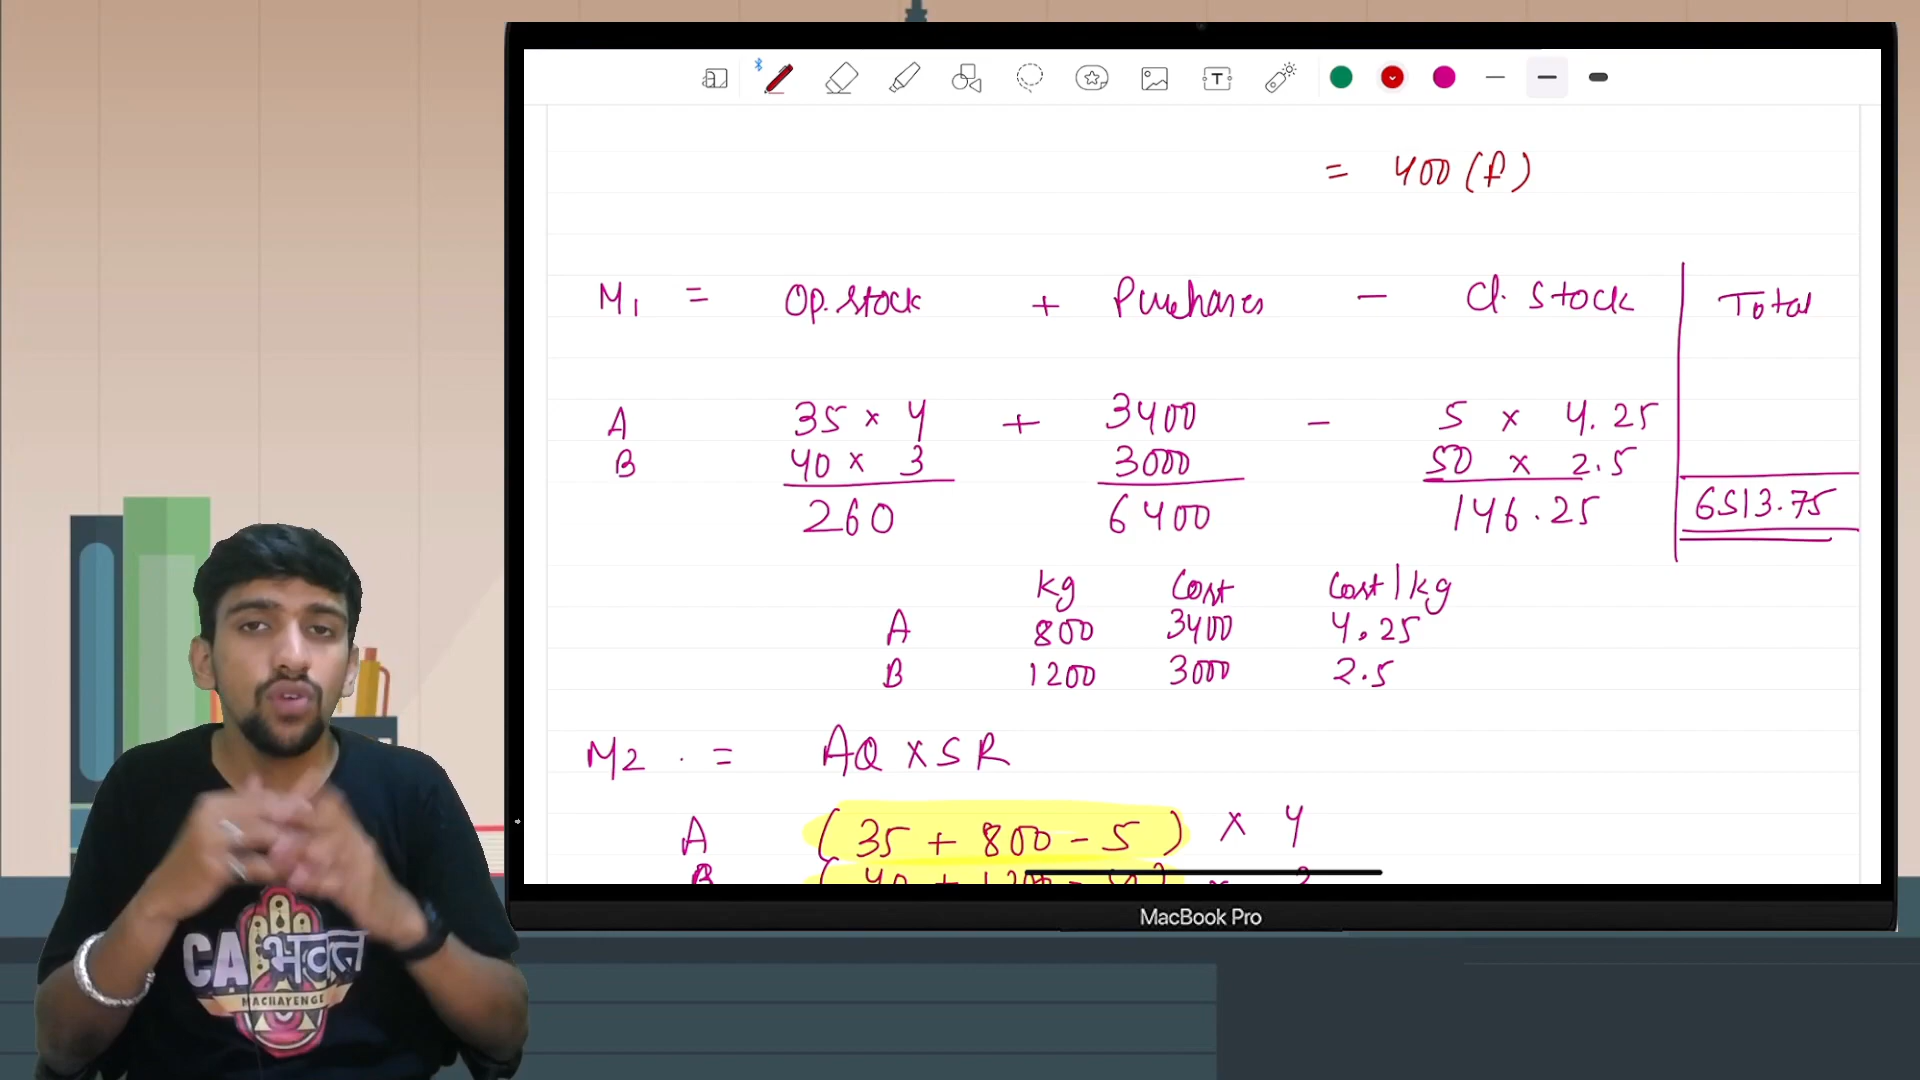 = 400 (f)
M1 = Op. Stock + Purchases - Cl. Stock Total
A 35 × 4 + 3400 - 5 × 4.25
B 40 × 3 3000 50 × 2.5
260 6400 146.25 6513.75
kg Cost Cost/kg
A 800 3400 4.25
B 1200 3000 2.5
M2 = AQ × SR
A (35 + 800 - 5) × 4
B
MacBook Pro
CA भक्त
MACHAYENGE